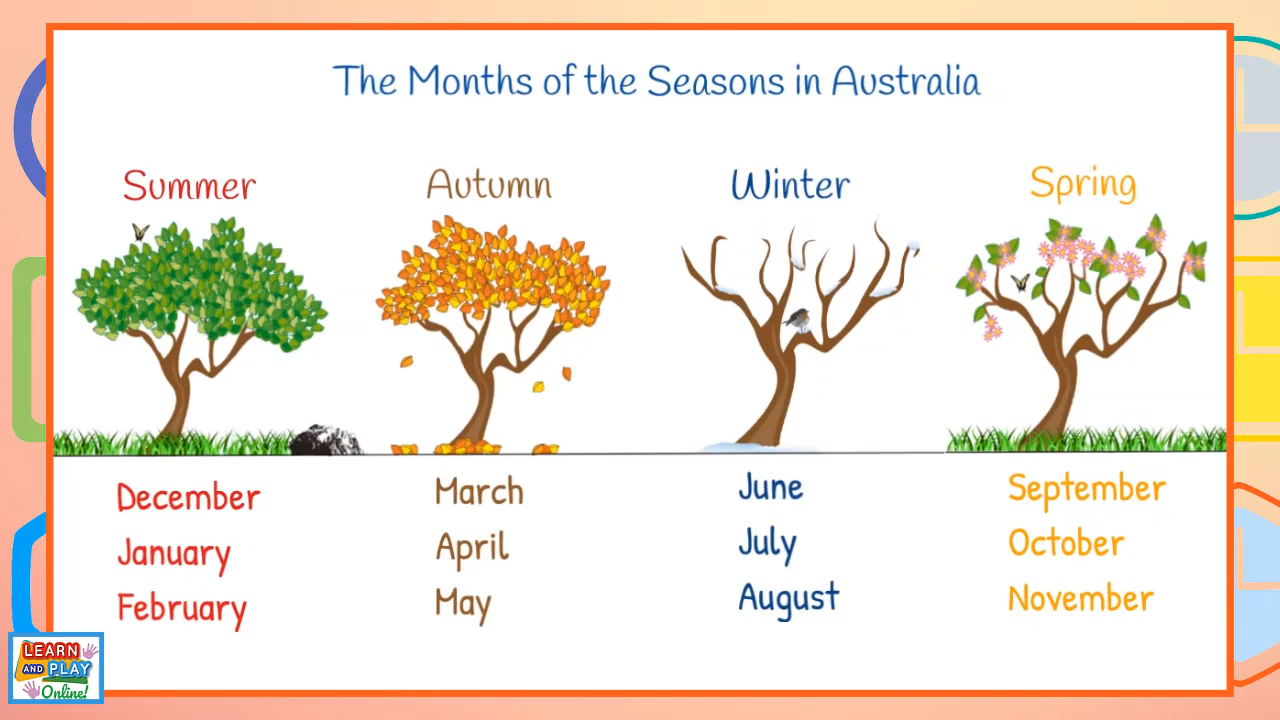 The Months of the Seasons in Australia
Summer
Autumn
Winter
Spring
December
January
February
March
April
May
June
July
August
September
October
November
LEARN
AND PLAY
Online!